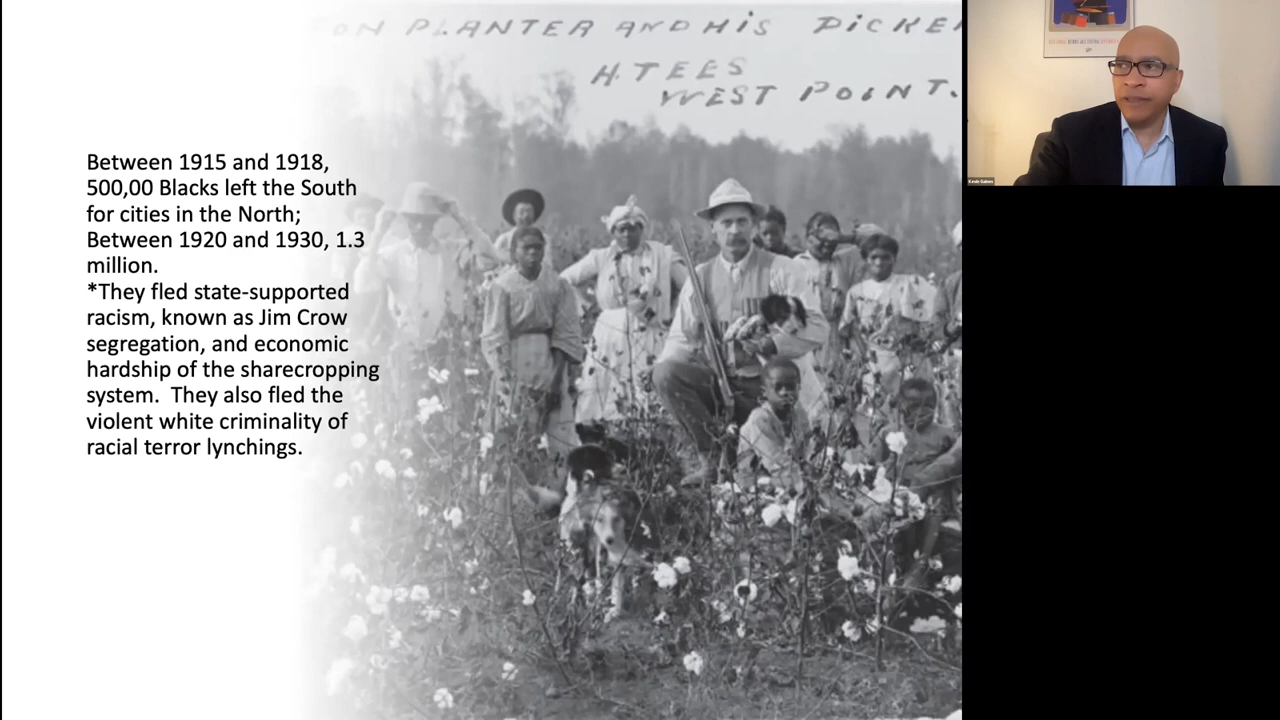 ON PLANTER AND HIS PICKE
H. TEES
WEST POINT.
Between 1915 and 1918,
500,00 Blacks left the South
for cities in the North;
Between 1920 and 1930, 1.3
million.
*They fled state-supported
racism, known as Jim Crow
segregation, and economic
hardship of the sharecropping
system.  They also fled the
violent white criminality of
racial terror lynchings.
Kevin Gaines